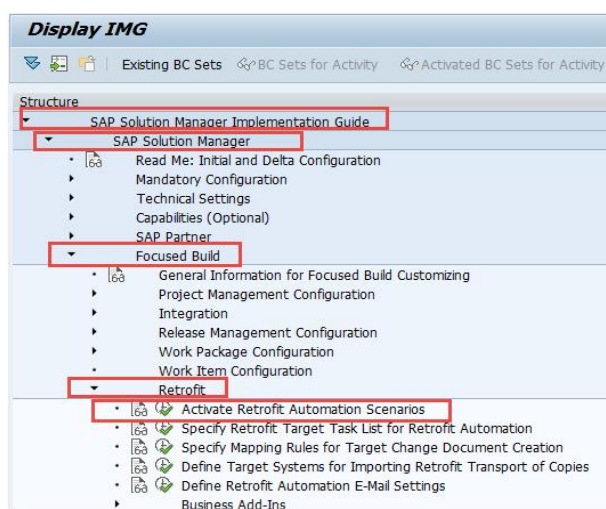 Display IMG
Existing BC Sets BC Sets for Activity Activated BC Sets for Activity
Structure
SAP Solution Manager Implementation Guide
SAP Solution Manager
Read Me: Initial and Delta Configuration
Mandatory Configuration
Technical Settings
Capabilities (Optional)
SAP Partner
Focused Build
General Information for Focused Build Customizing
Project Management Configuration
Integration
Release Management Configuration
Work Package Configuration
Work Item Configuration
Retrofit
Activate Retrofit Automation Scenarios
Specify Retrofit Target Task List for Retrofit Automation
Specify Mapping Rules for Target Change Document Creation
Define Target Systems for Importing Retrofit Transport of Copies
Define Retrofit Automation E-Mail Settings
Business Add-Ins